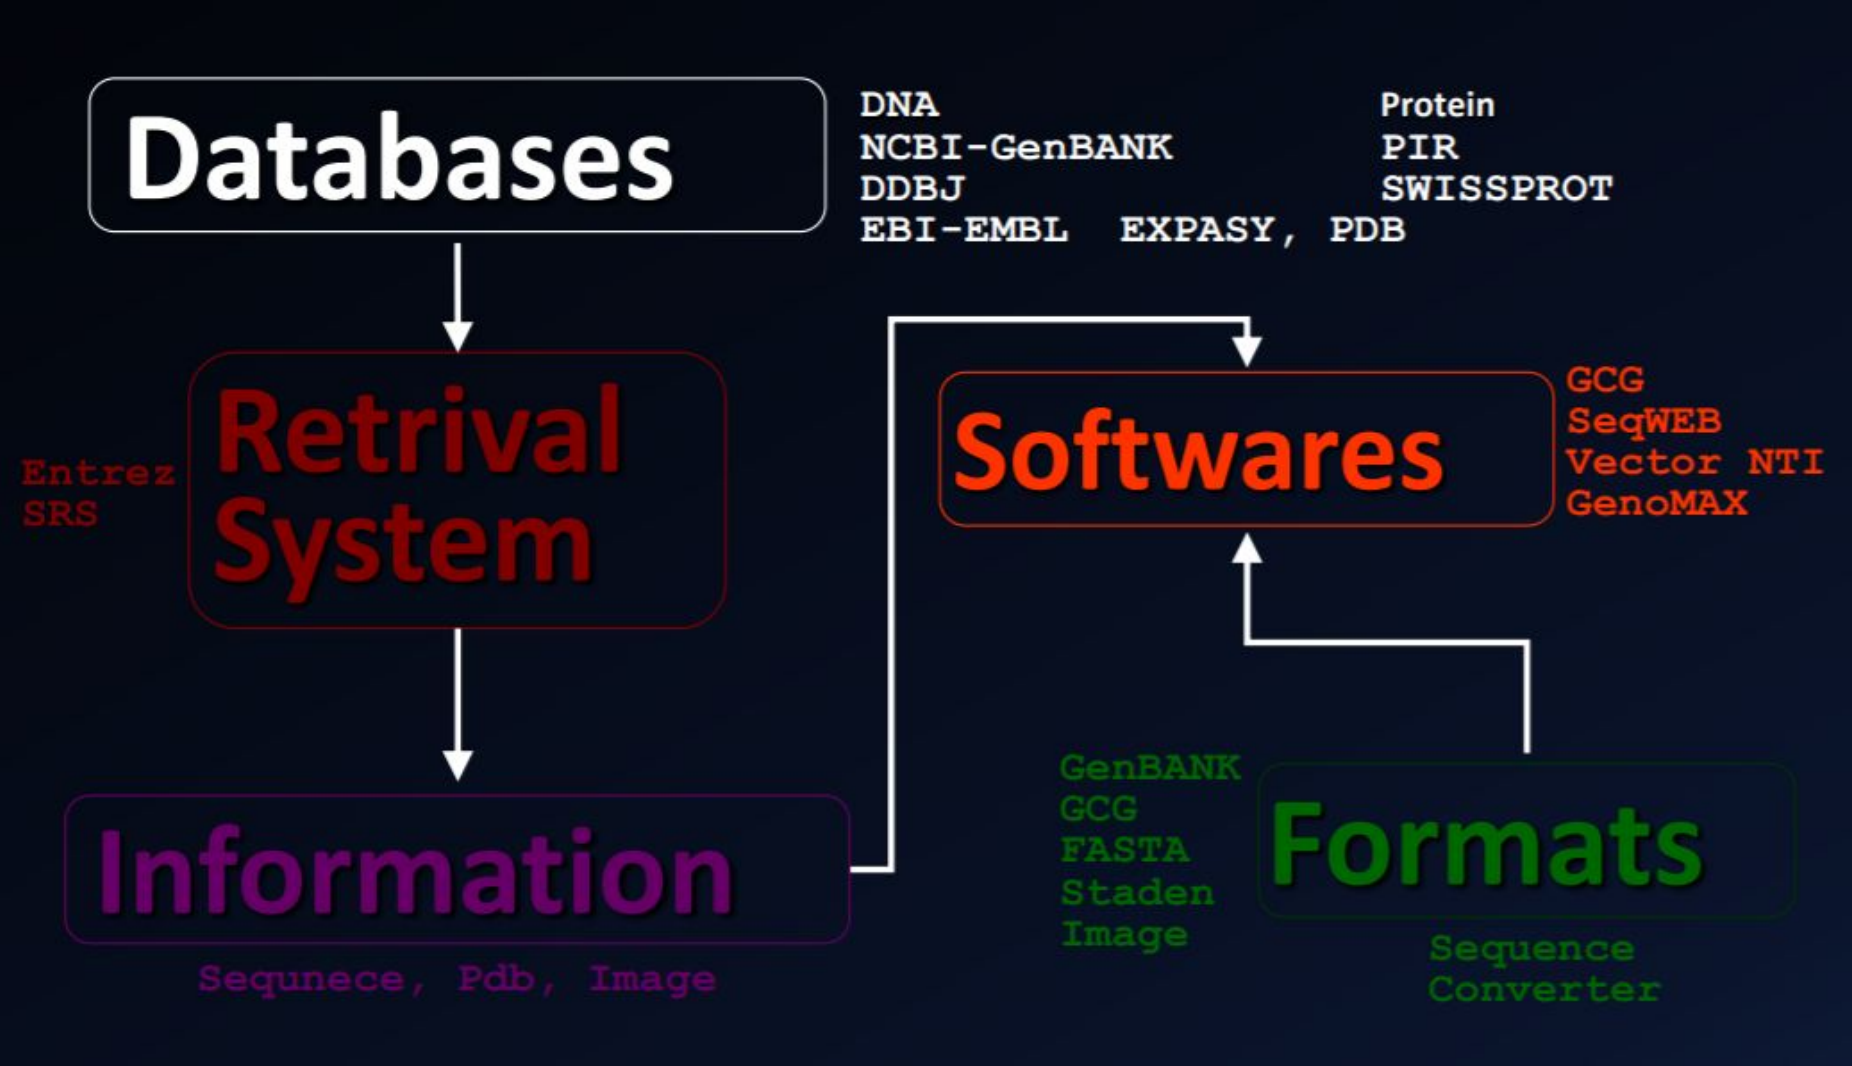 Databases
DNA Protein
NCBI-GenBANK PIR
DDBJ SWISSPROT
EBI-EMBL EXPASY, PDB
Retrival
System
Entrez
SRS
Softwares
GCG
SeqWEB
Vector NTI
GenoMAX
Information
Sequnece, Pdb, Image
GenBANK
GCG
FASTA
Staden
Image
Formats
Sequence
Converter